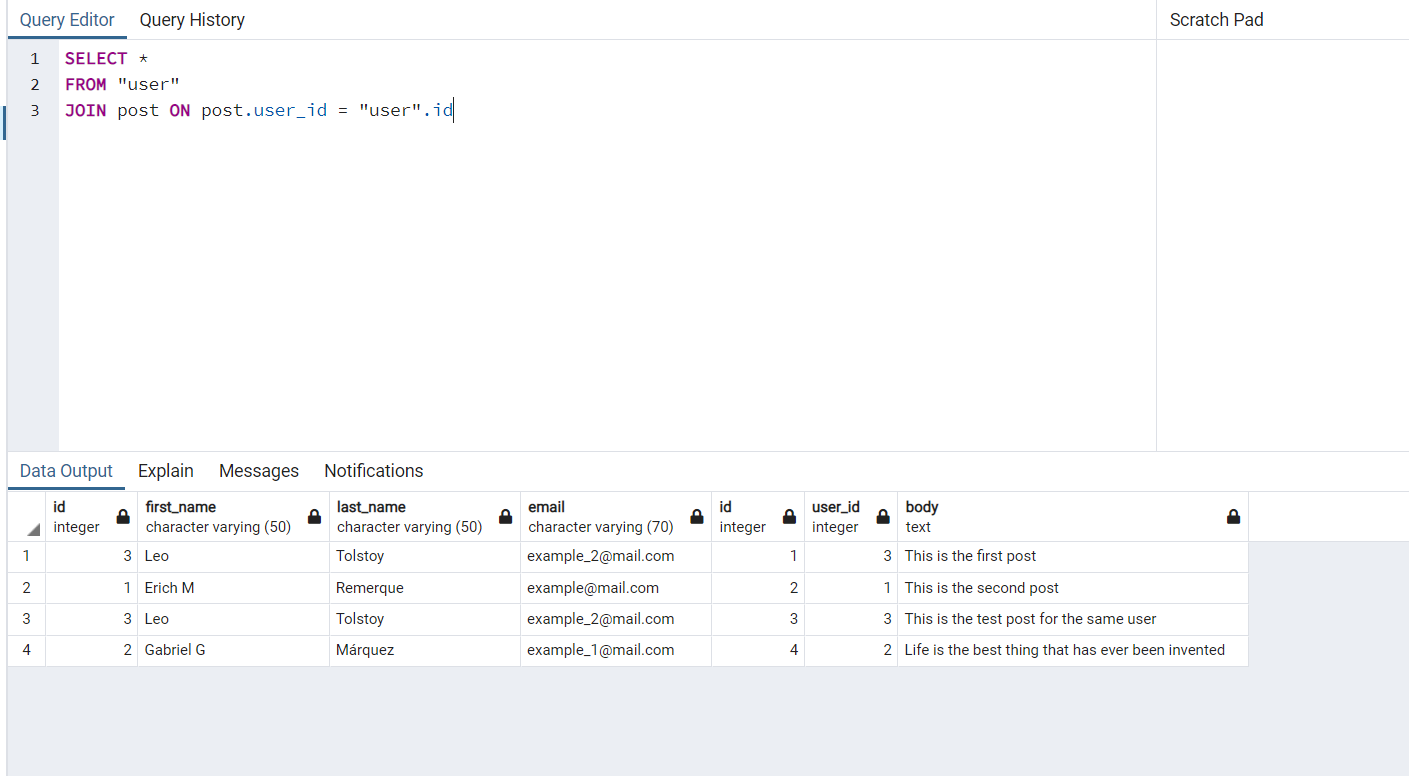 Query Editor Query History Scratch Pad
1 SELECT *
2 FROM "user"
3 JOIN post ON post.user_id = "user".id
Data Output Explain Messages Notifications
id first_name last_name email id user_id body
integer character varying (50) character varying (50) character varying (70) integer integer text
1 3 Leo Tolstoy example_2@mail.com 1 3 This is the first post
2 1 Erich M Remerque example@mail.com 2 1 This is the second post
3 3 Leo Tolstoy example_2@mail.com 3 3 This is the test post for the same user
4 2 Gabriel G Márquez example_1@mail.com 4 2 Life is the best thing that has ever been invented